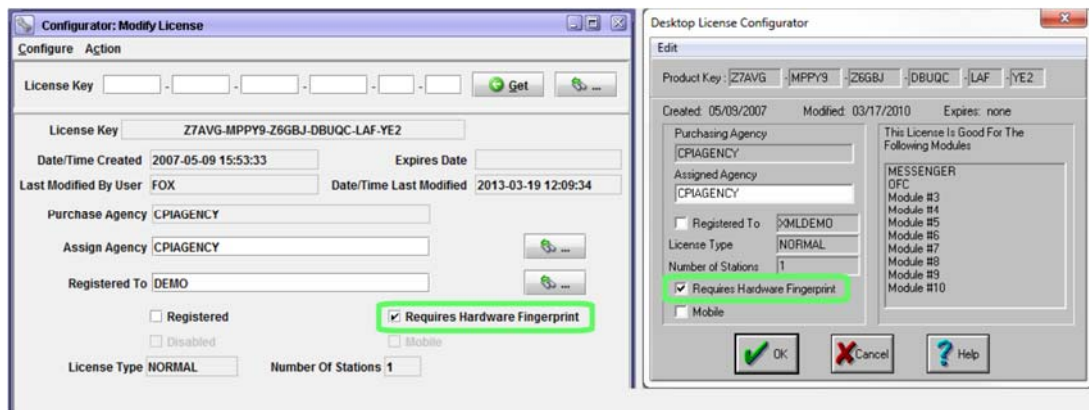 Configurator: Modify License
Configure Action
License Key - - - - - Get ...
License Key Z7AVG-MPPY9-Z6GBJ-DBUQC-LAF-YE2
Date/Time Created 2007-05-09 15:53:33 Expires Date
Last Modified By User FOX Date/Time Last Modified 2013-03-19 12:09:34
Purchase Agency CPIAGENCY
Assign Agency CPIAGENCY ...
Registered To DEMO ...
Registered Requires Hardware Fingerprint
Disabled Mobile
License Type NORMAL Number Of Stations 1
Desktop License Configurator
Edit
Product Key: Z7AVG -MPPY9 -Z6GBJ -DBUQC -LAF -YE2
Created: 05/09/2007 Modified: 03/17/2010 Expires: none
Purchasing Agency
CPIAGENCY
Assigned Agency
CPIAGENCY
Registered To XMLDEMO
License Type NORMAL
Number of Stations 1
Requires Hardware Fingerprint
Mobile
This License Is Good For The
Following Modules
MESSENGER
OFC
Module #3
Module #4
Module #5
Module #6
Module #7
Module #8
Module #9
Module #10
OK Cancel Help